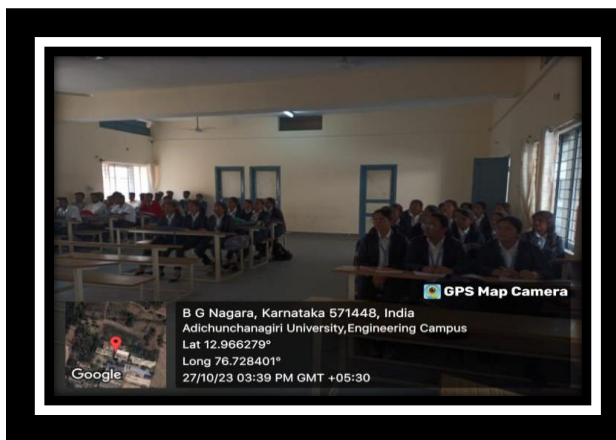 GPS Map Camera
B G Nagara, Karnataka 571448, India
Adichunchanagiri University,Engineering Campus
Lat 12.966279°
Long 76.728401°
27/10/23 03:39 PM GMT +05:30
Google